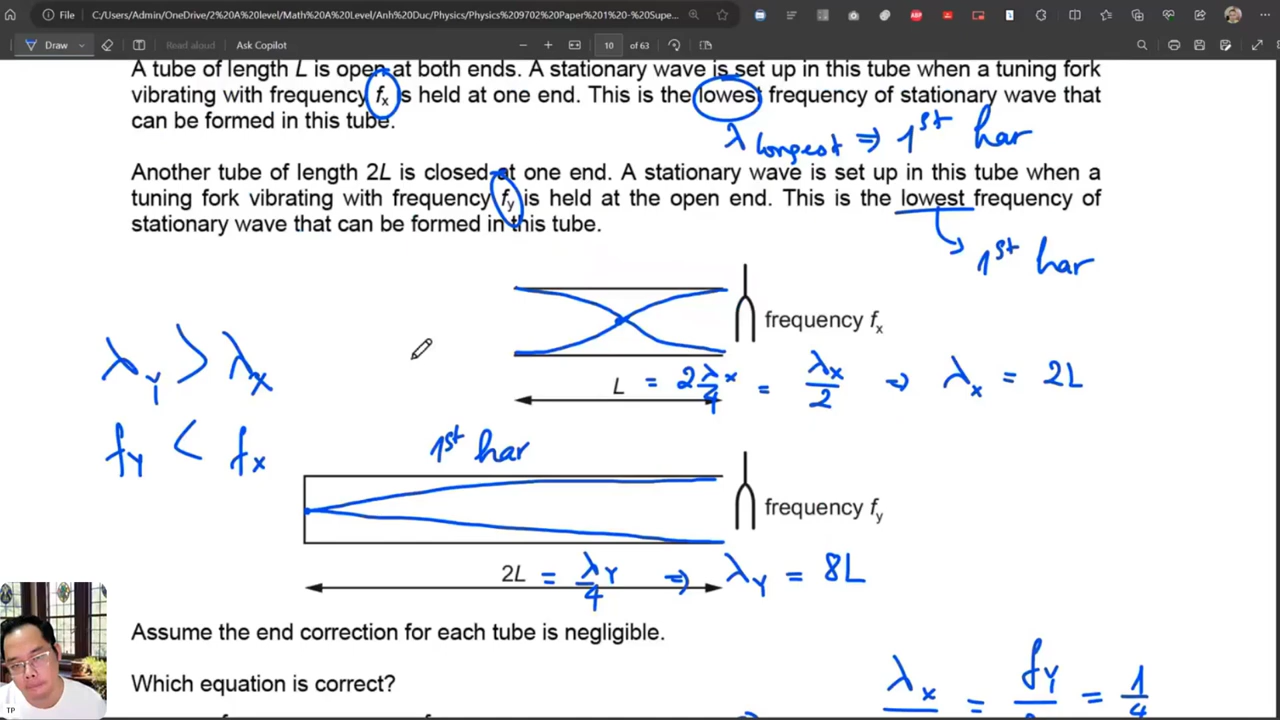 File
C:/Users/Admin/OneDrive/2%20A%20level/Math%20A%20Level/Anh%20Duc/Physics/Physics%209702%20Paper%201%20-%20Supe...
Draw
Read aloud
Ask Copilot
10 of 63
A tube of length L is open at both ends. A stationary wave is set up in this tube when a tuning fork
vibrating with frequency fx is held at one end. This is the lowest frequency of stationary wave that
can be formed in this tube.
λ longest ⇒ 1st har
Another tube of length 2L is closed at one end. A stationary wave is set up in this tube when a
tuning fork vibrating with frequency fy is held at the open end. This is the lowest frequency of
stationary wave that can be formed in this tube.
1st har
frequency fx
λY > λX
L = 2 λx/4 = λx/2 ⇒ λx = 2L
fY < fX
1st har
frequency fy
2L = λY/4 ⇒ λY = 8L
Assume the end correction for each tube is negligible.
Which equation is correct?
λx = fY = 1/4
TP